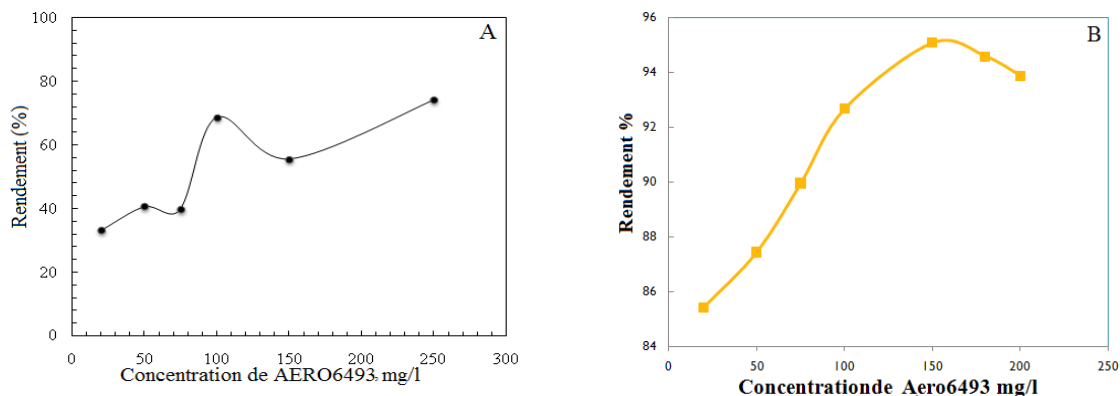 A
Rendement (%)
100
80
60
40
20
0
0 50 100 150 200 250 300
Concentration de AERO6493, mg/l
B
Rendement %
96
94
92
90
88
86
84
0 50 100 150 200 250
Concentrationde Aero6493 mg/l